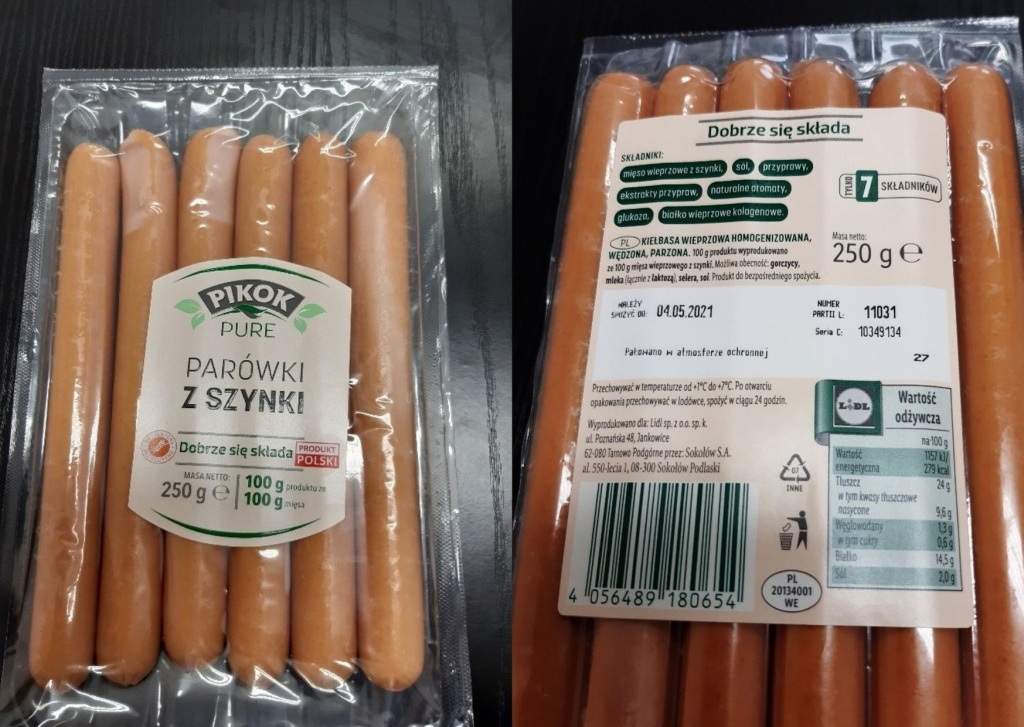 PIKOK
PURE
PARÓWKI
Z SZYNKI
Dobrze się składa
PRODUKT
POLSKI
MASA NETTO:
250 g e
100 g produktu ze
100 g mięsa
Dobrze się składa
SKŁADNIKI:
mięso wieprzowe z szynki, sól, przyprawy,
ekstrakty przypraw, naturalne aromaty,
glukoza, białko wieprzowe kolagenowe.
TYLKO 7 SKŁADNIKÓW
PL KIEŁBASA WIEPRZOWA HOMOGENIZOWANA,
WĘDZONA, PARZONA. 100 g produktu wyprodukowano
ze 100 g mięsa wieprzowego z szynki. Możliwa obecność: gorczycy,
mleka (łącznie z laktozą), selera, soi. Produkt do bezpośredniego spożycia.
Masa netto:
250 g e
NALEŻY
SPOŻYĆ DO: 04.05.2021
NUMER
PARTII L: 11031
Seria C: 10349134
27
Pakowano w atmosferze ochronnej
Przechowywać w temperaturze od +1°C do +7°C. Po otwarciu
opakowania przechowywać w lodówce, spożyć w ciągu 24 godzin.
Wyprodukowano dla: Lidl sp. z o.o. sp. k.
ul. Poznańska 48, Jankowice
62-080 Tarnowo Podgórne przez: Sokołów S.A.
al. 550-lecia 1, 08-300 Sokołów Podlaski
07
INNE
LIDL
Wartość
odżywcza
na 100 g
Wartość 1157 kJ/
energetyczna 279 kcal
Tłuszcz 24 g
w tym kwasy tłuszczowe
nasycone 9,6 g
Węglowodany 1,3 g
w tym cukry 0,6 g
Białko 14,5 g
Sól 2,0 g
4 056489 180654
PL
20134001
WE